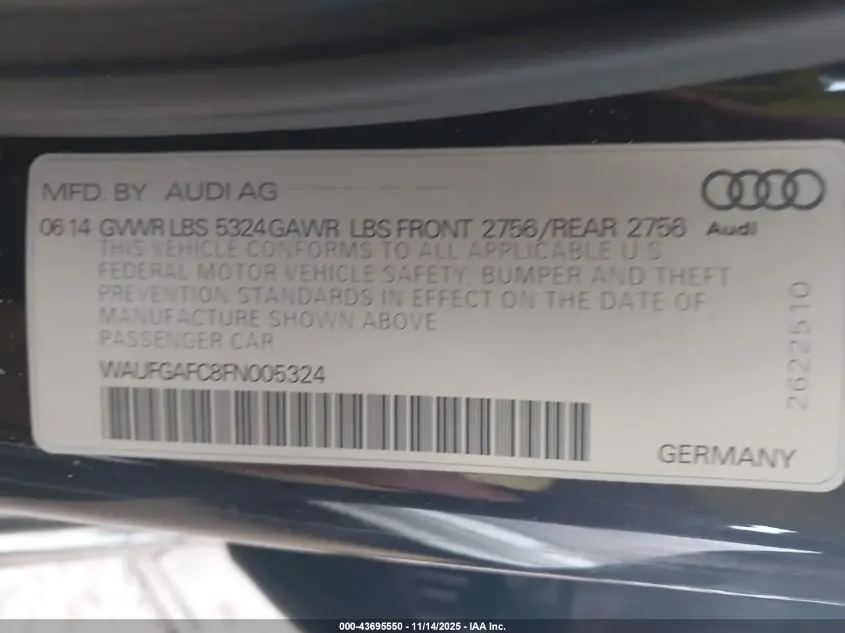 MFD. BY AUDI AG
0614 GVWR LBS 5324 GAWR LBS FRONT 2756/REAR 2756
Audi
THIS VEHICLE CONFORMS TO ALL APPLICABLE U S
FEDERAL MOTOR VEHICLE SAFETY, BUMPER AND THEFT
PREVENTION STANDARDS IN EFFECT ON THE DATE OF
MANUFACTURE SHOWN ABOVE
PASSENGER CAR
WAUFGAFC8FN005324
2622510
GERMANY
000-43695550 - 11/14/2025 - IAA Inc.